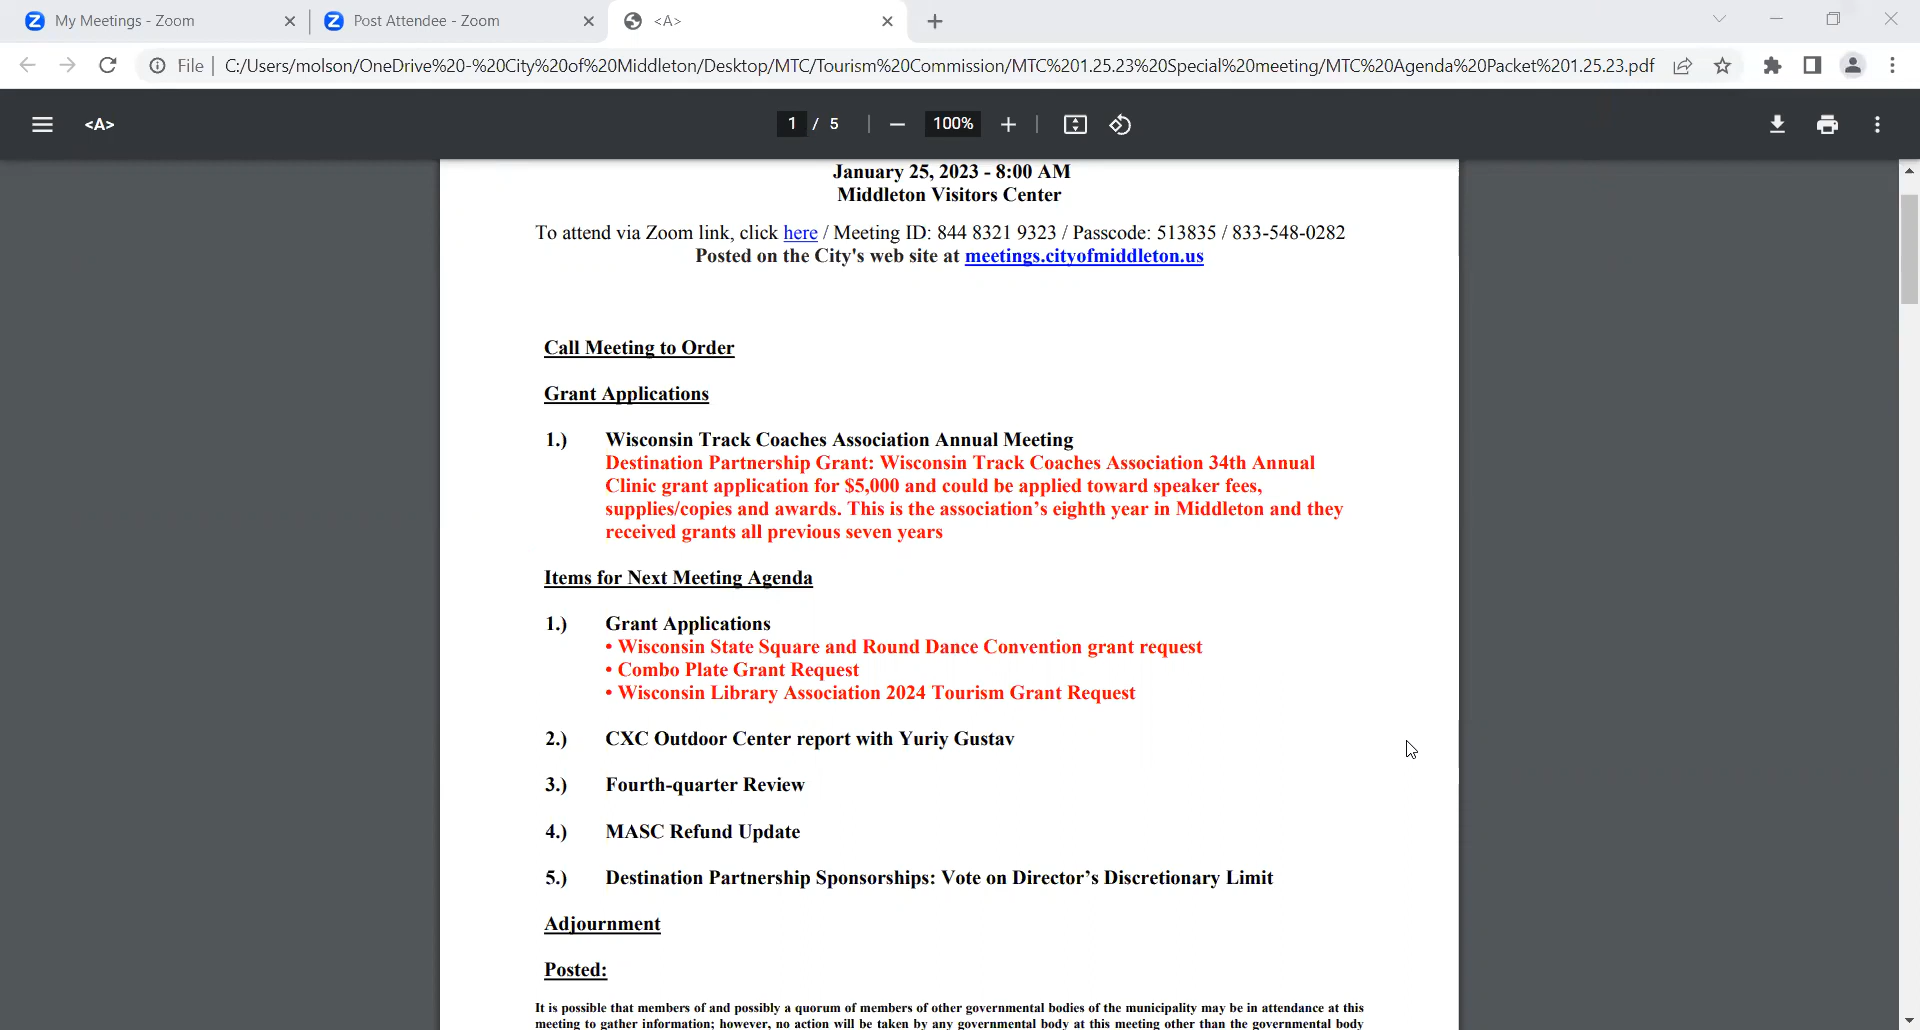 My Meetings - Zoom
Post Attendee - Zoom
<A>
File
C:/Users/molson/OneDrive%20-%20City%20of%20Middleton/Desktop/MTC/Tourism%20Commission/MTC%201.25.23%20Special%20meeting/MTC%20Agenda%20Packet%201.25.23.pdf
<A>
1 / 5
100%
January 25, 2023 - 8:00 AM
Middleton Visitors Center
To attend via Zoom link, click here / Meeting ID: 844 8321 9323 / Passcode: 513835 / 833-548-0282
Posted on the City's web site at meetings.cityofmiddleton.us
Call Meeting to Order
Grant Applications
1.) Wisconsin Track Coaches Association Annual Meeting
Destination Partnership Grant: Wisconsin Track Coaches Association 34th Annual
Clinic grant application for $5,000 and could be applied toward speaker fees,
supplies/copies and awards. This is the association's eighth year in Middleton and they
received grants all previous seven years
Items for Next Meeting Agenda
1.) Grant Applications
• Wisconsin State Square and Round Dance Convention grant request
• Combo Plate Grant Request
• Wisconsin Library Association 2024 Tourism Grant Request
2.) CXC Outdoor Center report with Yuriy Gustav
3.) Fourth-quarter Review
4.) MASC Refund Update
5.) Destination Partnership Sponsorships: Vote on Director's Discretionary Limit
Adjournment
Posted:
It is possible that members of and possibly a quorum of members of other governmental bodies of the municipality may be in attendance at this
meeting to gather information; however, no action will be taken by any governmental body at this meeting other than the governmental body